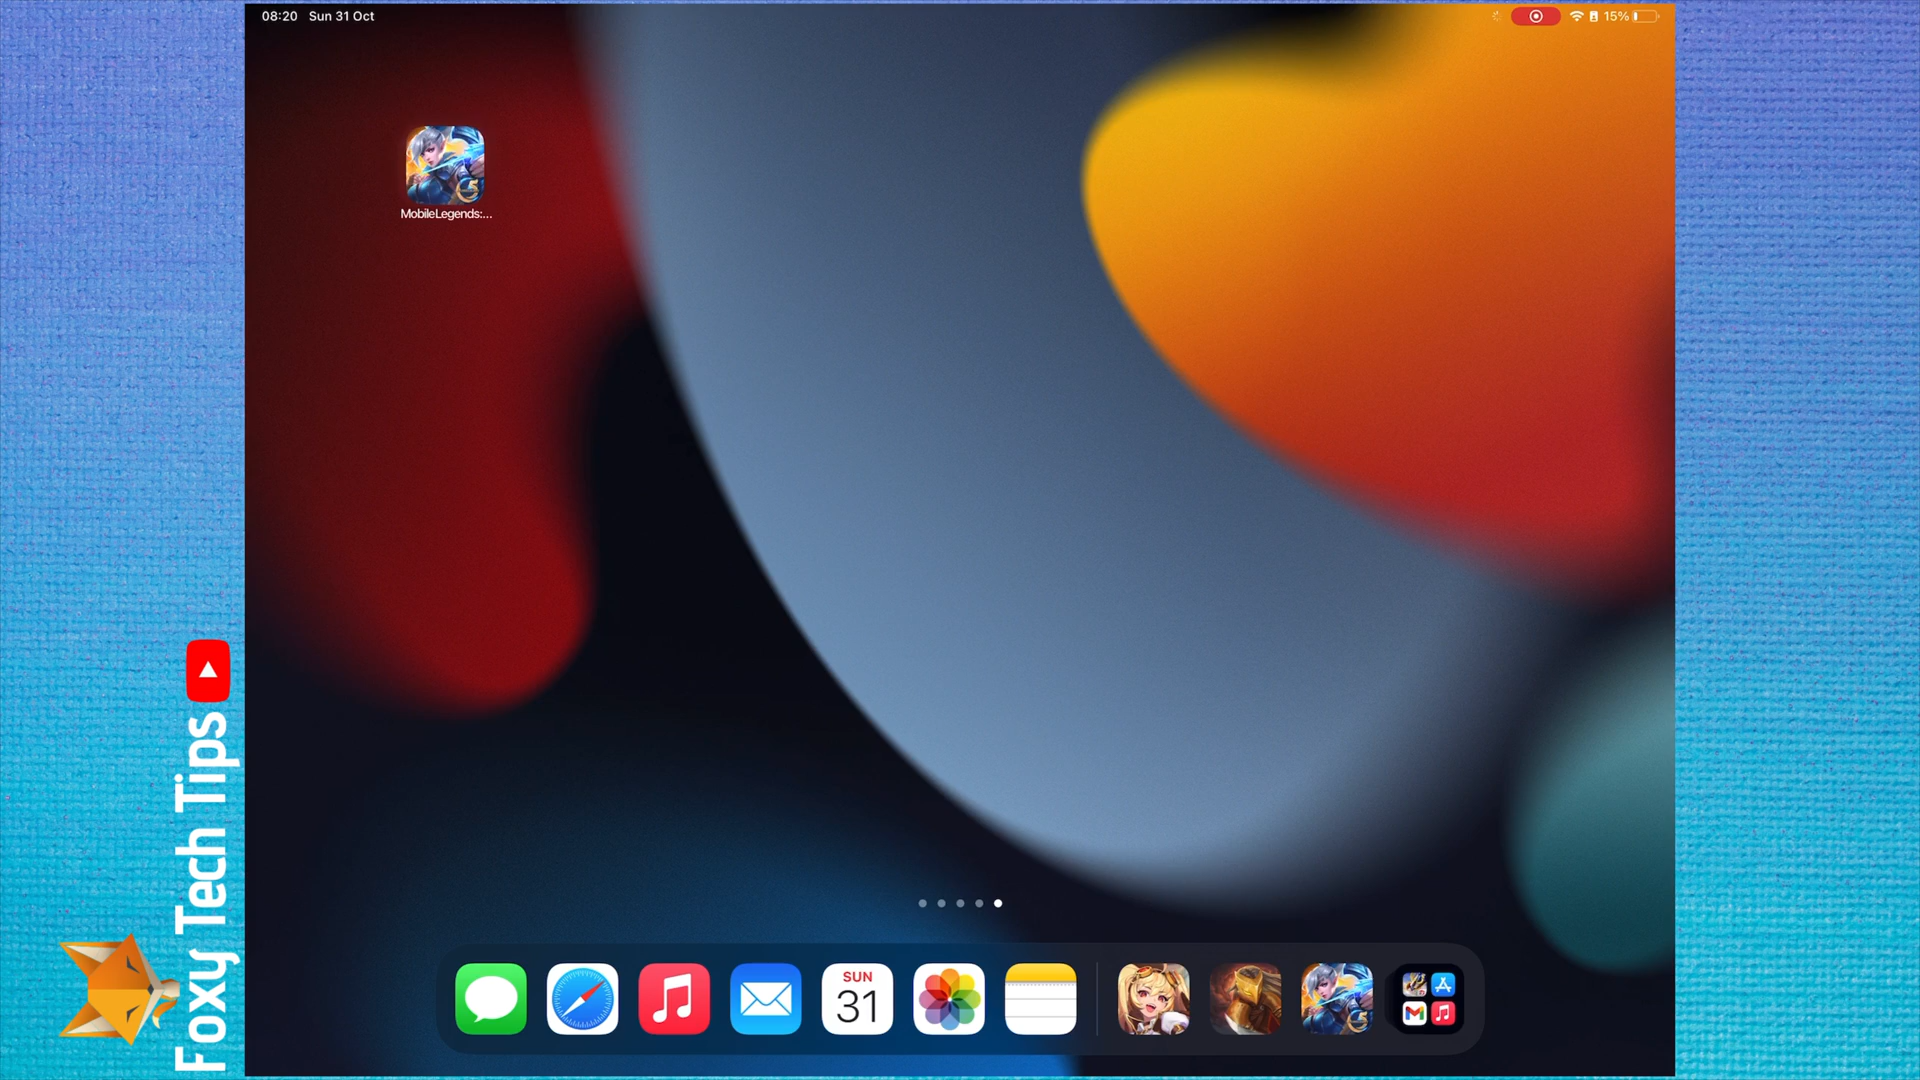 08:20 Sun 31 Oct
15%
MobileLegends:...
Foxy Tech Tips
SUN
31